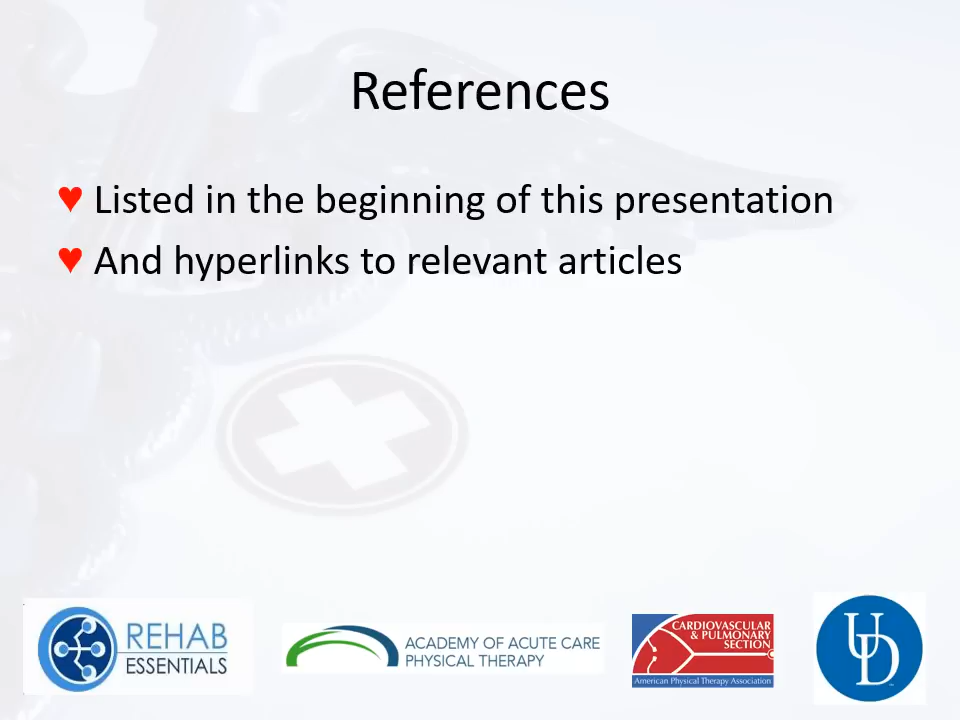 References
♥ Listed in the beginning of this presentation
♥ And hyperlinks to relevant articles
REHAB
ESSENTIALS
ACADEMY OF ACUTE CARE
PHYSICAL THERAPY
CARDIOVASCULAR
& PULMONARY
SECTION
American Physical Therapy Association
UD